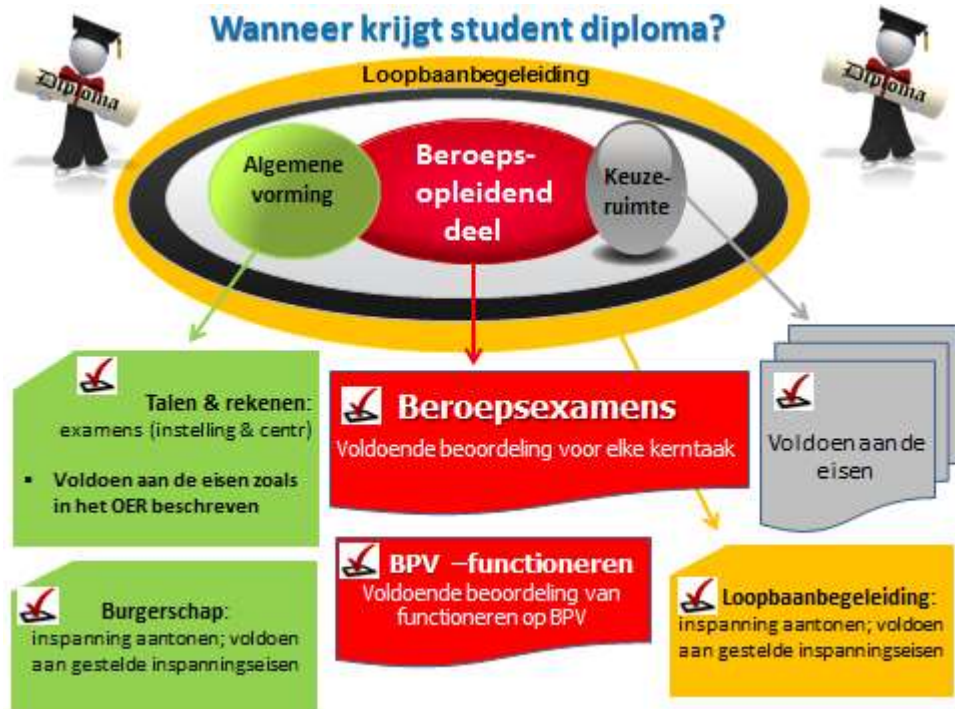 Wanneer krijgt student diploma?
Diploma
Diploma
Loopbaanbegeleiding
Algemene
vorming
Beroeps-
opleidend
deel
Keuze-
ruimte
Talen & rekenen:
examens (instelling & centr)
▪ Voldoen aan de eisen zoals
in het OER beschreven
Beroepsexamens
Voldoende beoordeling voor elke kerntaak
Voldoen aan de
eisen
Burgerschap:
inspanning aantonen; voldoen
aan gestelde inspanningseisen
BPV –functioneren
Voldoende beoordeling van
functioneren op BPV
Loopbaanbegeleiding:
inspanning aantonen; voldoen
aan gestelde inspanningseisen